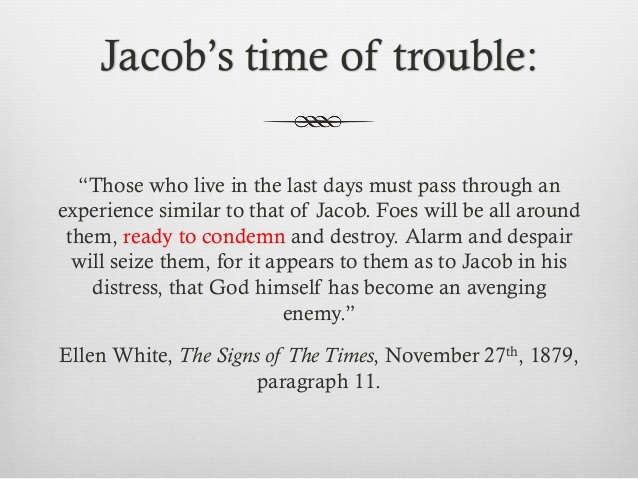 Jacob’s time of trouble:
“Those who live in the last days must pass through an
experience similar to that of Jacob. Foes will be all around
them, ready to condemn and destroy. Alarm and despair
will seize them, for it appears to them as to Jacob in his
distress, that God himself has become an avenging
enemy.”
Ellen White, The Signs of The Times, November 27th, 1879,
paragraph 11.